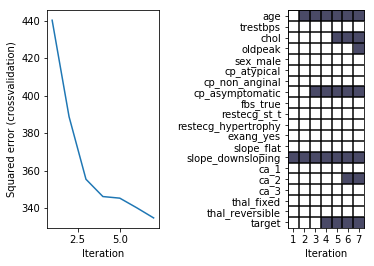 440
420
400
380
360
340
Squared error (crossvalidation)
2.5 5.0
Iteration
age
trestbps
chol
oldpeak
sex_male
cp_atypical
cp_non_anginal
cp_asymptomatic
fbs_true
restecg_st_t
restecg_hypertrophy
exang_yes
slope_flat
slope_downsloping
ca_1
ca_2
ca_3
thal_fixed
thal_reversible
target
1 2 3 4 5 6 7
Iteration